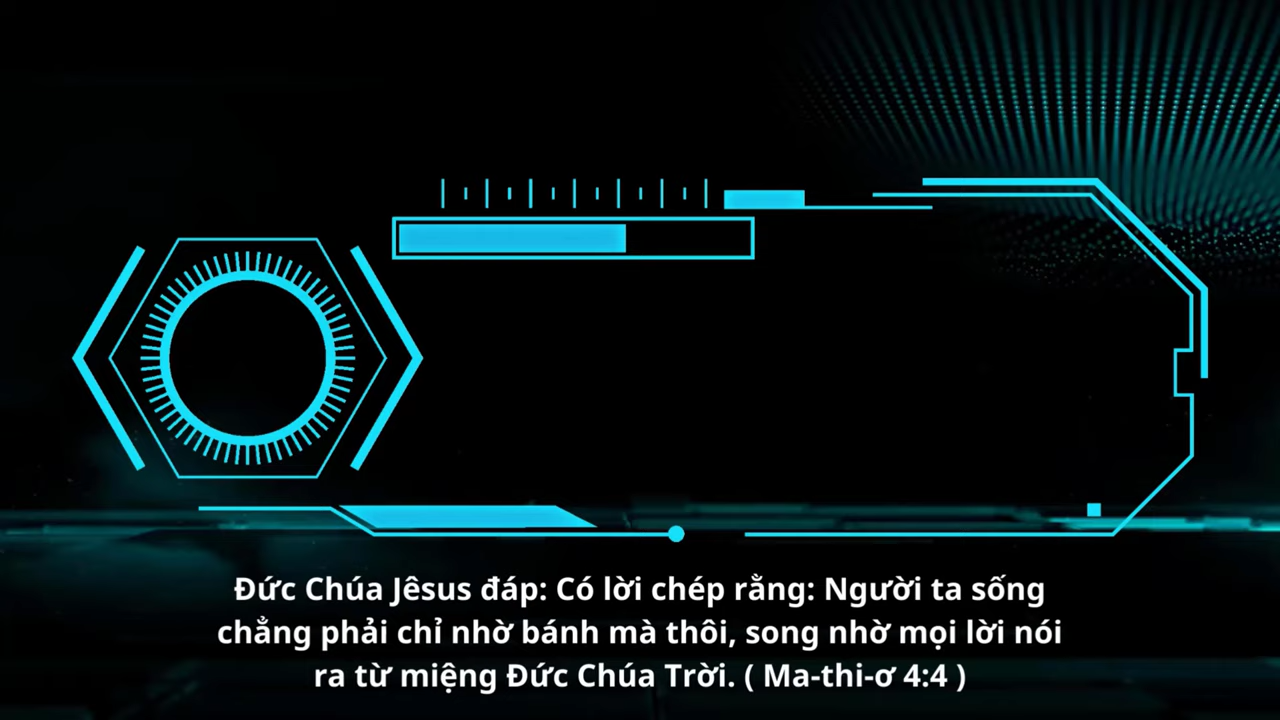 Đức Chúa Jêsus đáp: Có lời chép rằng: Người ta sống
chẳng phải chỉ nhờ bánh mà thôi, song nhờ mọi lời nói
ra từ miệng Đức Chúa Trời. ( Ma-thi-ơ 4:4 )